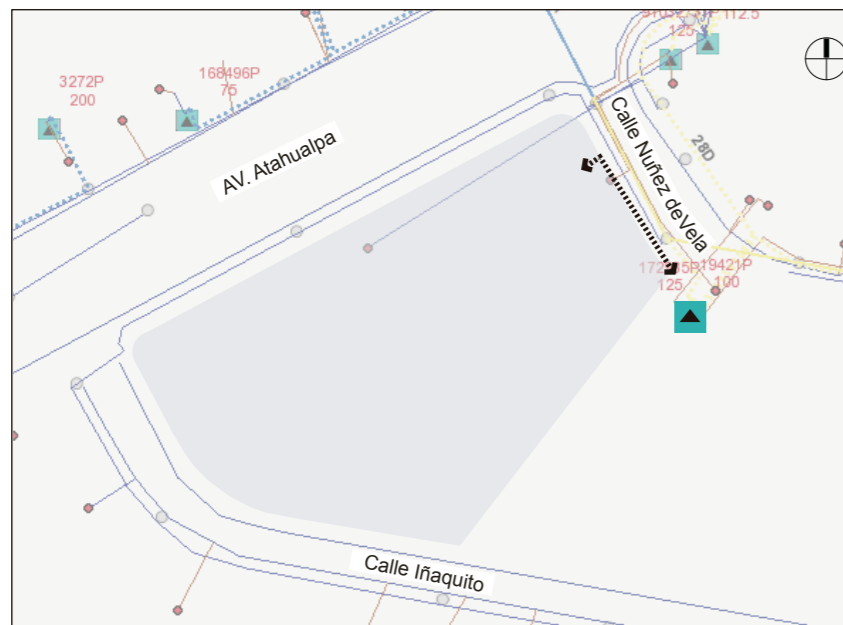 112.5
125
3272P
200
168496P
75
AV. Atahualpa
Calle Nuñez deVela
28D
19421P
125
100
Calle Iñaquito